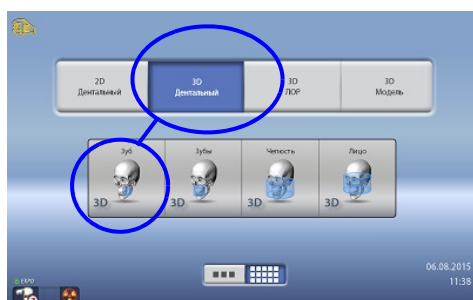 2D
Дентальный
3D
Дентальный
3D
ЛОР
3D
Модель
Зуб
Зубы
Челюсть
Лицо
3D
3D
3D
3D
06.08.2015
11:38
EXPO